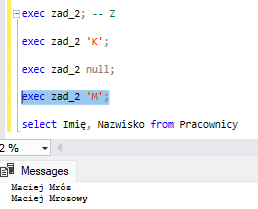 exec zad_2; -- Z
exec zad_2 'K';
exec zad_2 null;
exec zad_2 'M';
select Imię, Nazwisko from Pracownicy
2 %
Messages
Maciej Mróz
Maciej Mrozowy